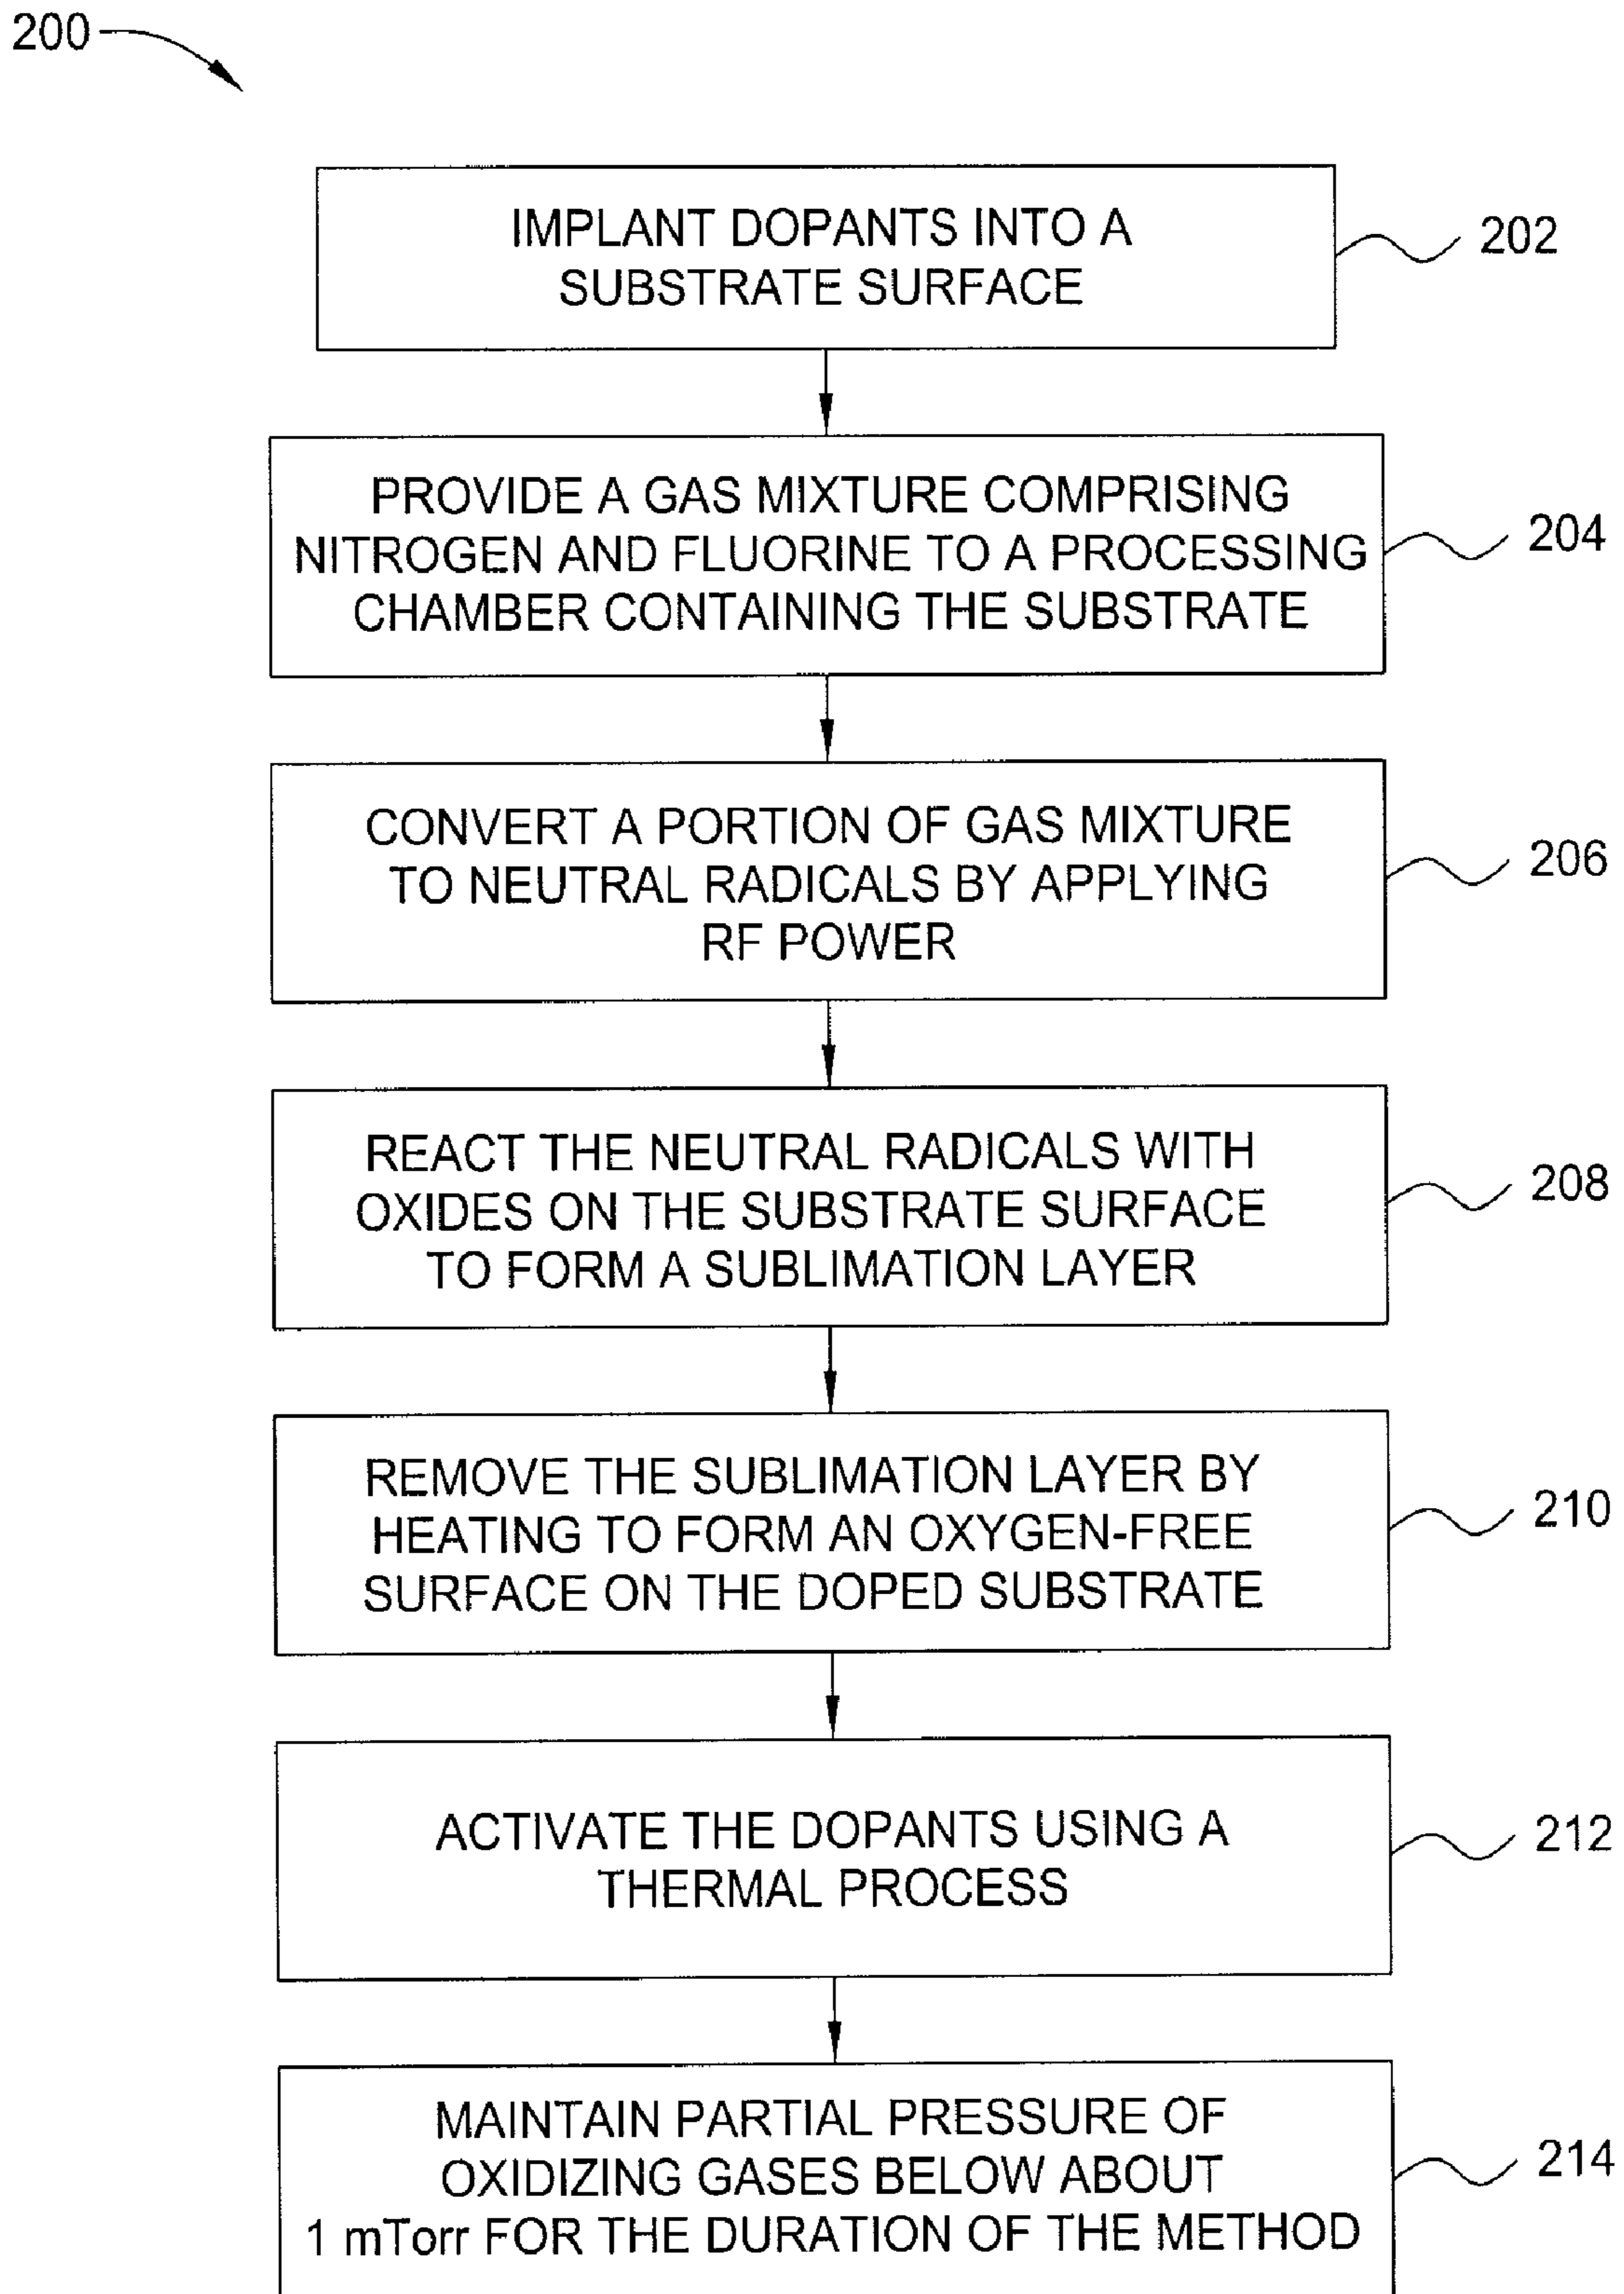 200
IMPLANT DOPANTS INTO A
SUBSTRATE SURFACE
202
PROVIDE A GAS MIXTURE COMPRISING
NITROGEN AND FLUORINE TO A PROCESSING
CHAMBER CONTAINING THE SUBSTRATE
204
CONVERT A PORTION OF GAS MIXTURE
TO NEUTRAL RADICALS BY APPLYING
RF POWER
206
REACT THE NEUTRAL RADICALS WITH
OXIDES ON THE SUBSTRATE SURFACE
TO FORM A SUBLIMATION LAYER
208
REMOVE THE SUBLIMATION LAYER BY
HEATING TO FORM AN OXYGEN-FREE
SURFACE ON THE DOPED SUBSTRATE
210
ACTIVATE THE DOPANTS USING A
THERMAL PROCESS
212
MAINTAIN PARTIAL PRESSURE OF
OXIDIZING GASES BELOW ABOUT
1 mTorr FOR THE DURATION OF THE METHOD
214